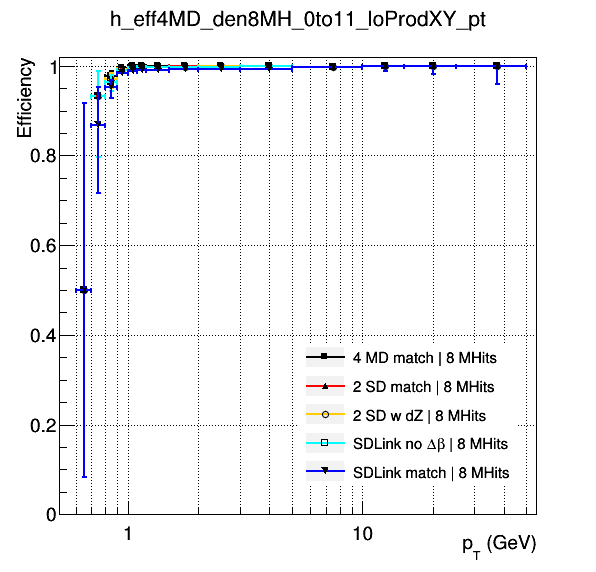 h_eff4MD_den8MH_0to11_loProdXY_pt
Efficiency
1
0.8
0.6
0.4
0.2
0
4 MD match | 8 MHits
2 SD match | 8 MHits
2 SD w dZ | 8 MHits
SDLink no Δβ | 8 MHits
SDLink match | 8 MHits
1
10
p_T (GeV)